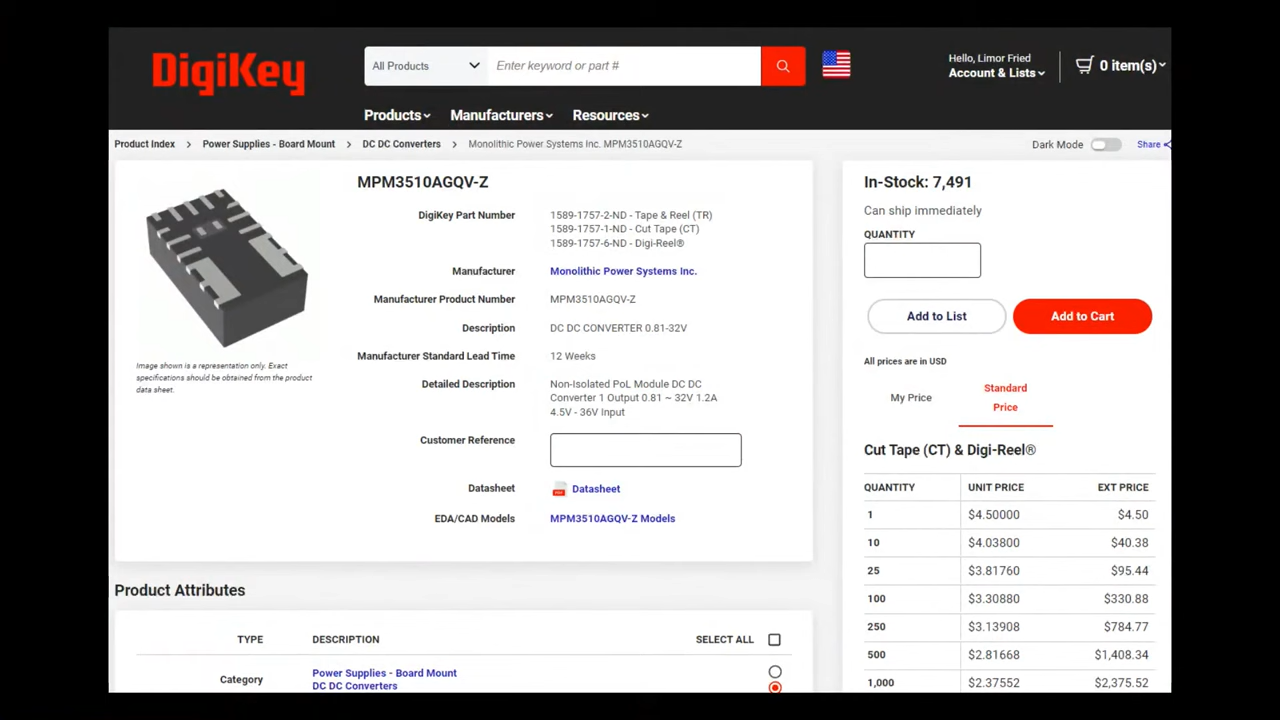 DigiKey
All Products
Enter keyword or part #
Hello, Limor Fried
Account & Lists
0 item(s)
Products
Manufacturers
Resources
Product Index > Power Supplies - Board Mount > DC DC Converters > Monolithic Power Systems Inc. MPM3510AGQV-Z
Dark Mode
Share
Image shown is a representation only. Exact
specifications should be obtained from the product
data sheet.
MPM3510AGQV-Z
DigiKey Part Number
1589-1757-2-ND - Tape & Reel (TR)
1589-1757-1-ND - Cut Tape (CT)
1589-1757-6-ND - Digi-Reel®
Manufacturer
Monolithic Power Systems Inc.
Manufacturer Product Number
MPM3510AGQV-Z
Description
DC DC CONVERTER 0.81-32V
Manufacturer Standard Lead Time
12 Weeks
Detailed Description
Non-Isolated PoL Module DC DC
Converter 1 Output 0.81 ~ 32V 1.2A
4.5V - 36V Input
Customer Reference
Datasheet
Datasheet
EDA/CAD Models
MPM3510AGQV-Z Models
In-Stock: 7,491
Can ship immediately
QUANTITY
Add to List
Add to Cart
All prices are in USD
My Price
Standard
Price
Cut Tape (CT) & Digi-Reel®
QUANTITY UNIT PRICE EXT PRICE
1 $4.50000 $4.50
10 $4.03800 $40.38
25 $3.81760 $95.44
100 $3.30880 $330.88
250 $3.13908 $784.77
500 $2.81668 $1,408.34
1,000 $2.37552 $2,375.52
Product Attributes
TYPE DESCRIPTION SELECT ALL
Category
Power Supplies - Board Mount
DC DC Converters